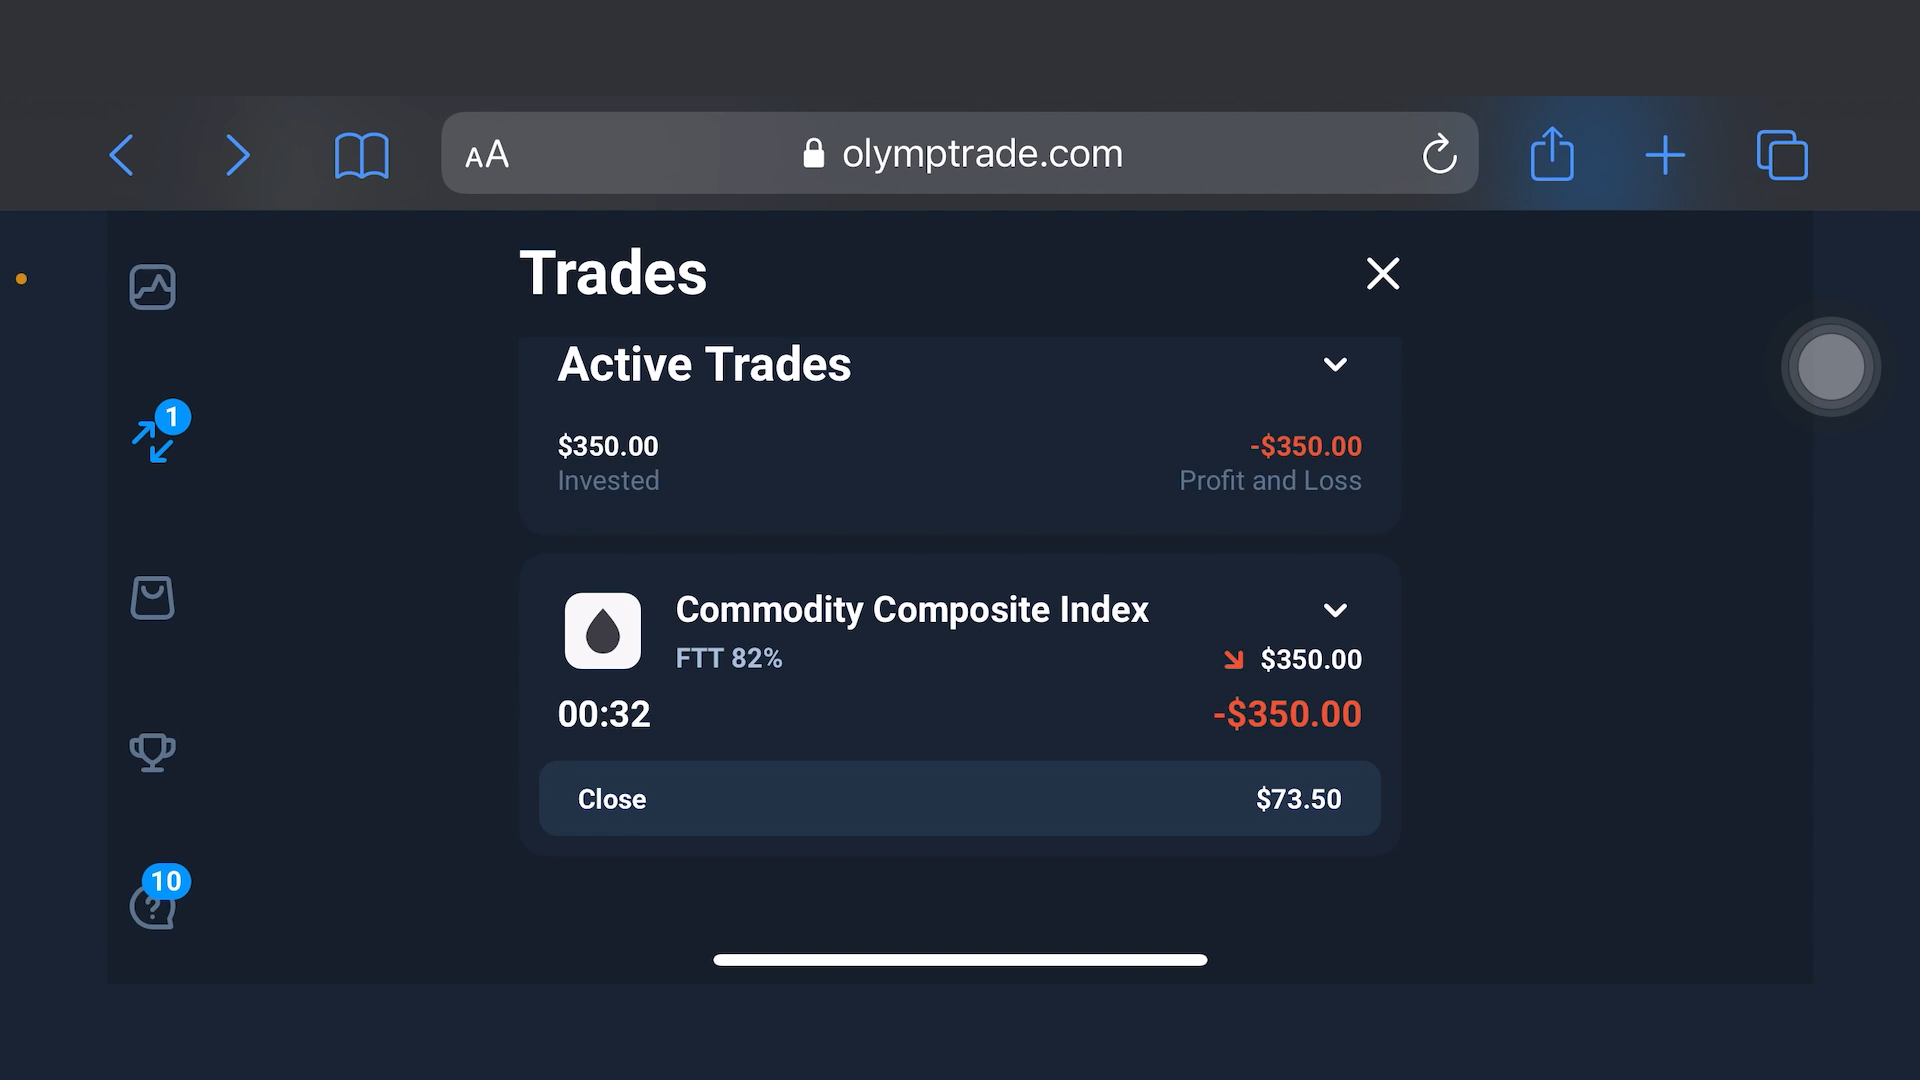 AA
olymptrade.com
Trades
Active Trades
$350.00
-$350.00
Invested
Profit and Loss
1
Commodity Composite Index
FTT 82%
$350.00
00:32
-$350.00
Close
$73.50
10
?